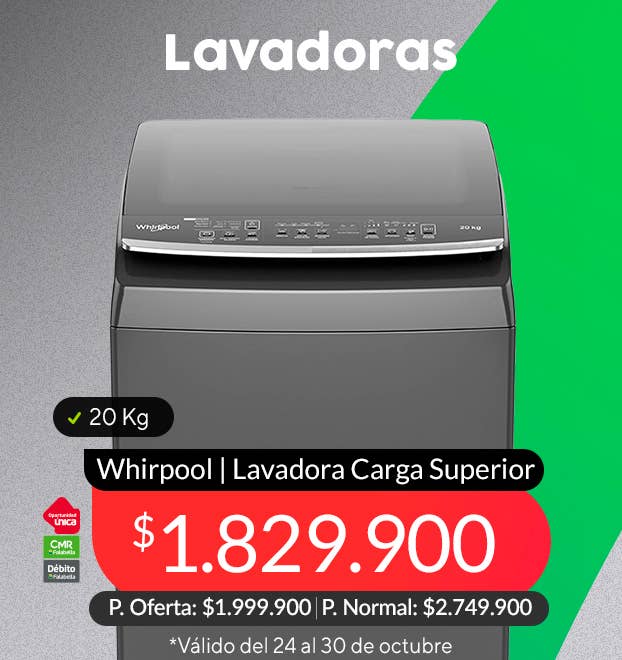 Lavadoras
Whirlpool
20 kg
20 Kg
Whirpool | Lavadora Carga Superior
Oportunidad
única
$1.829.900
CMR
Falabella
Débito
Falabella
P. Oferta: $1.999.900 | P. Normal: $2.749.900
*Válido del 24 al 30 de octubre